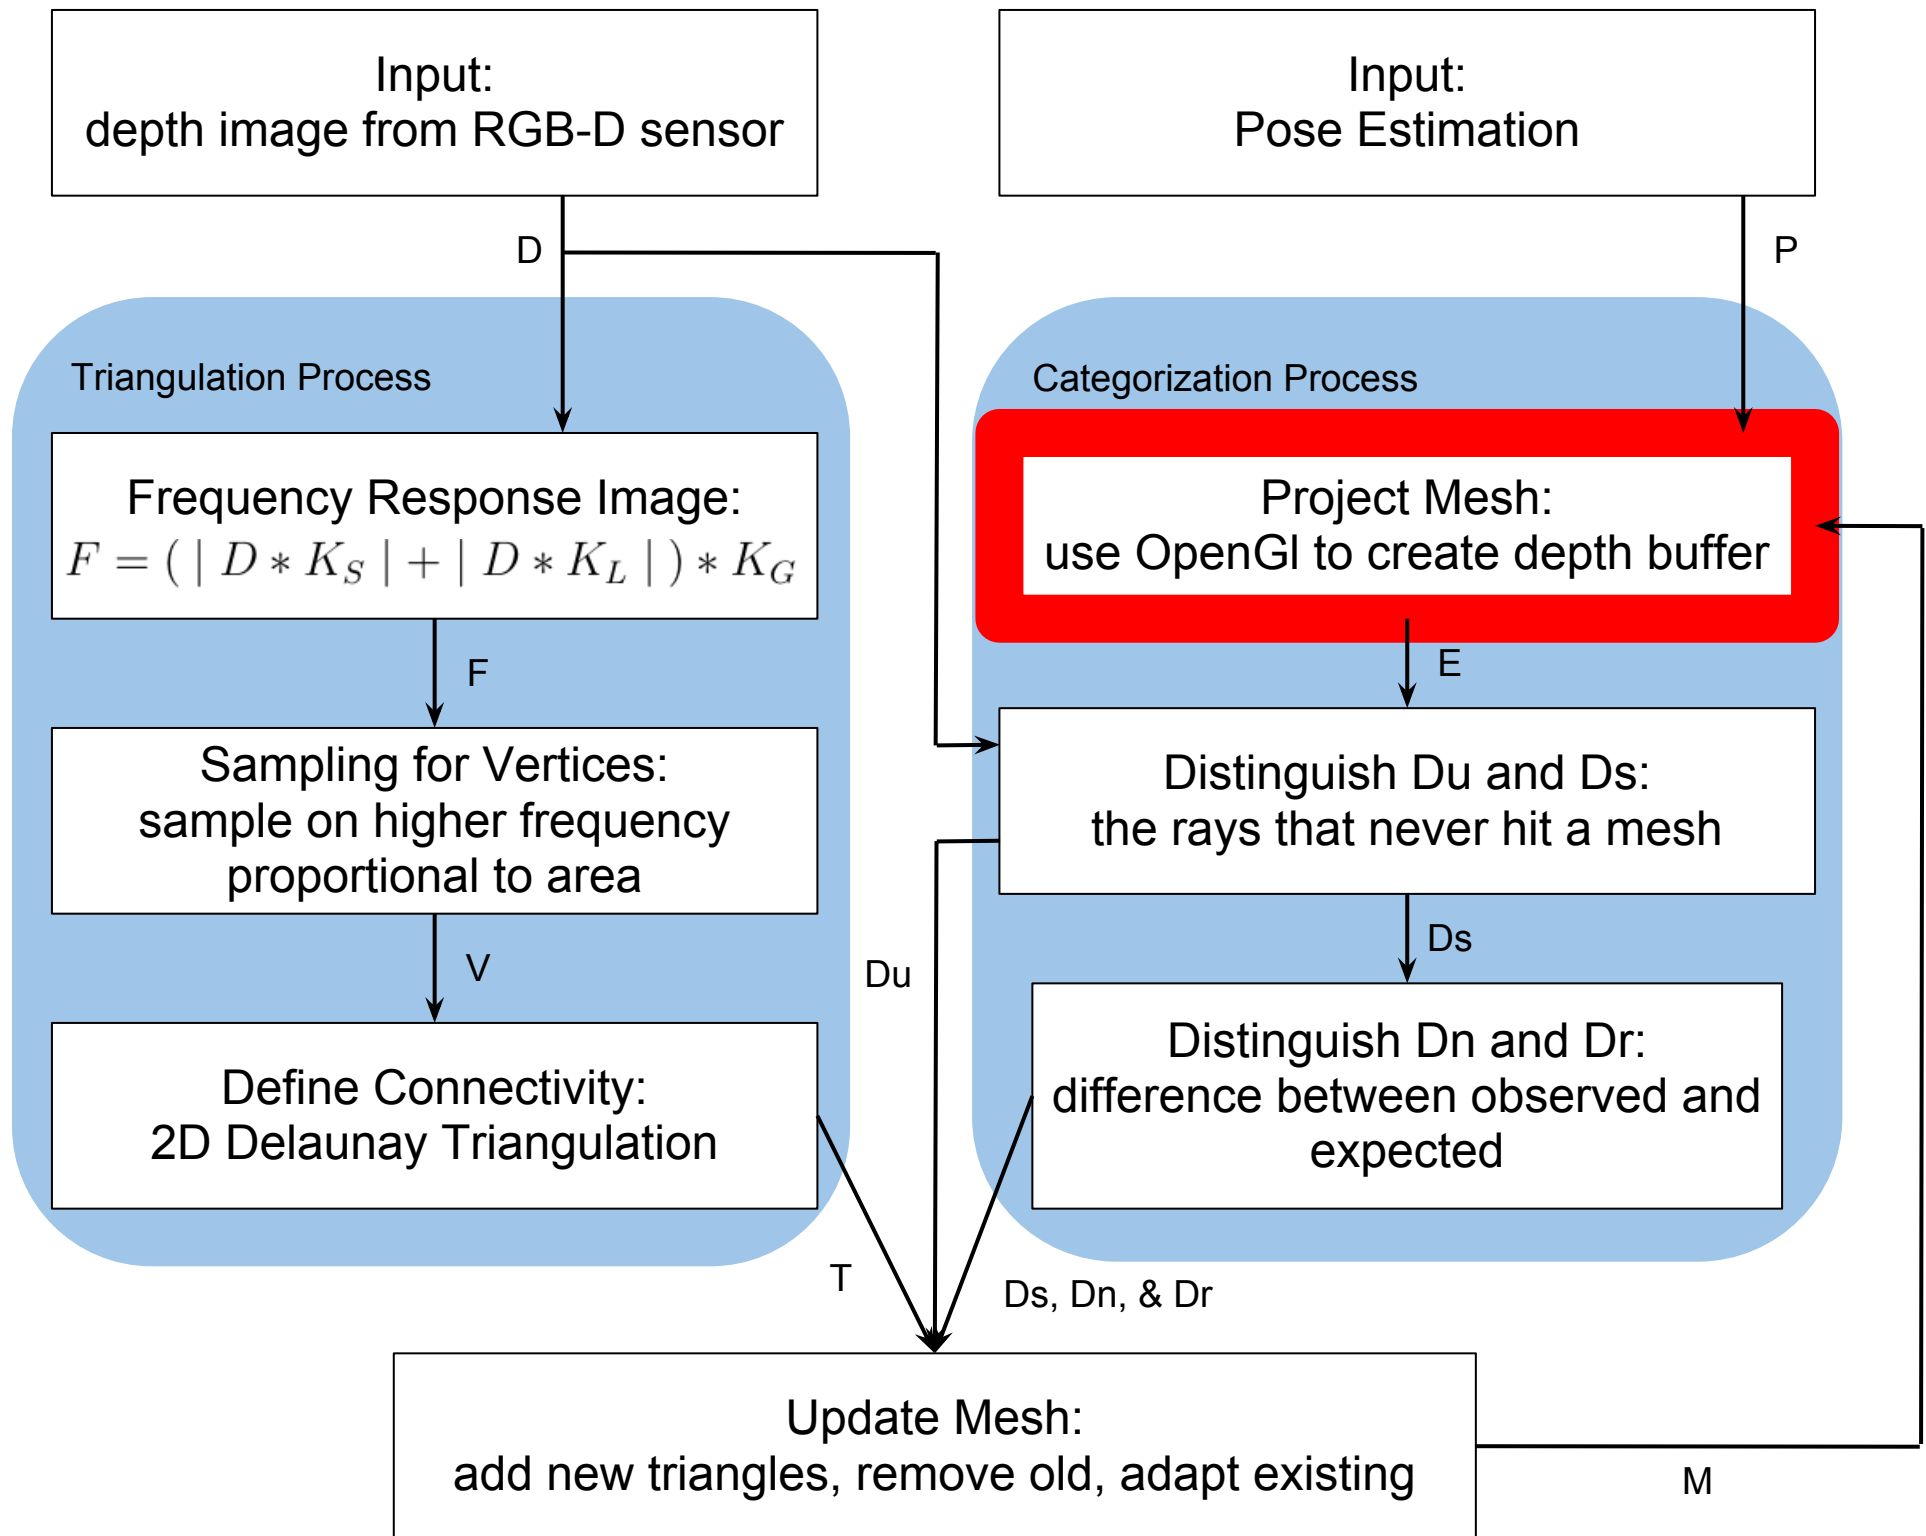 Input:
depth image from RGB-D sensor
Input:
Pose Estimation
D
P
Triangulation Process
Categorization Process
Frequency Response Image:
F = ( | D * K_S | + | D * K_L | ) * K_G
Project Mesh:
use OpenGl to create depth buffer
F
E
Sampling for Vertices:
sample on higher frequency
proportional to area
Distinguish Du and Ds:
the rays that never hit a mesh
V
Du
Ds
Define Connectivity:
2D Delaunay Triangulation
Distinguish Dn and Dr:
difference between observed and
expected
T
Ds, Dn, & Dr
Update Mesh:
add new triangles, remove old, adapt existing
M